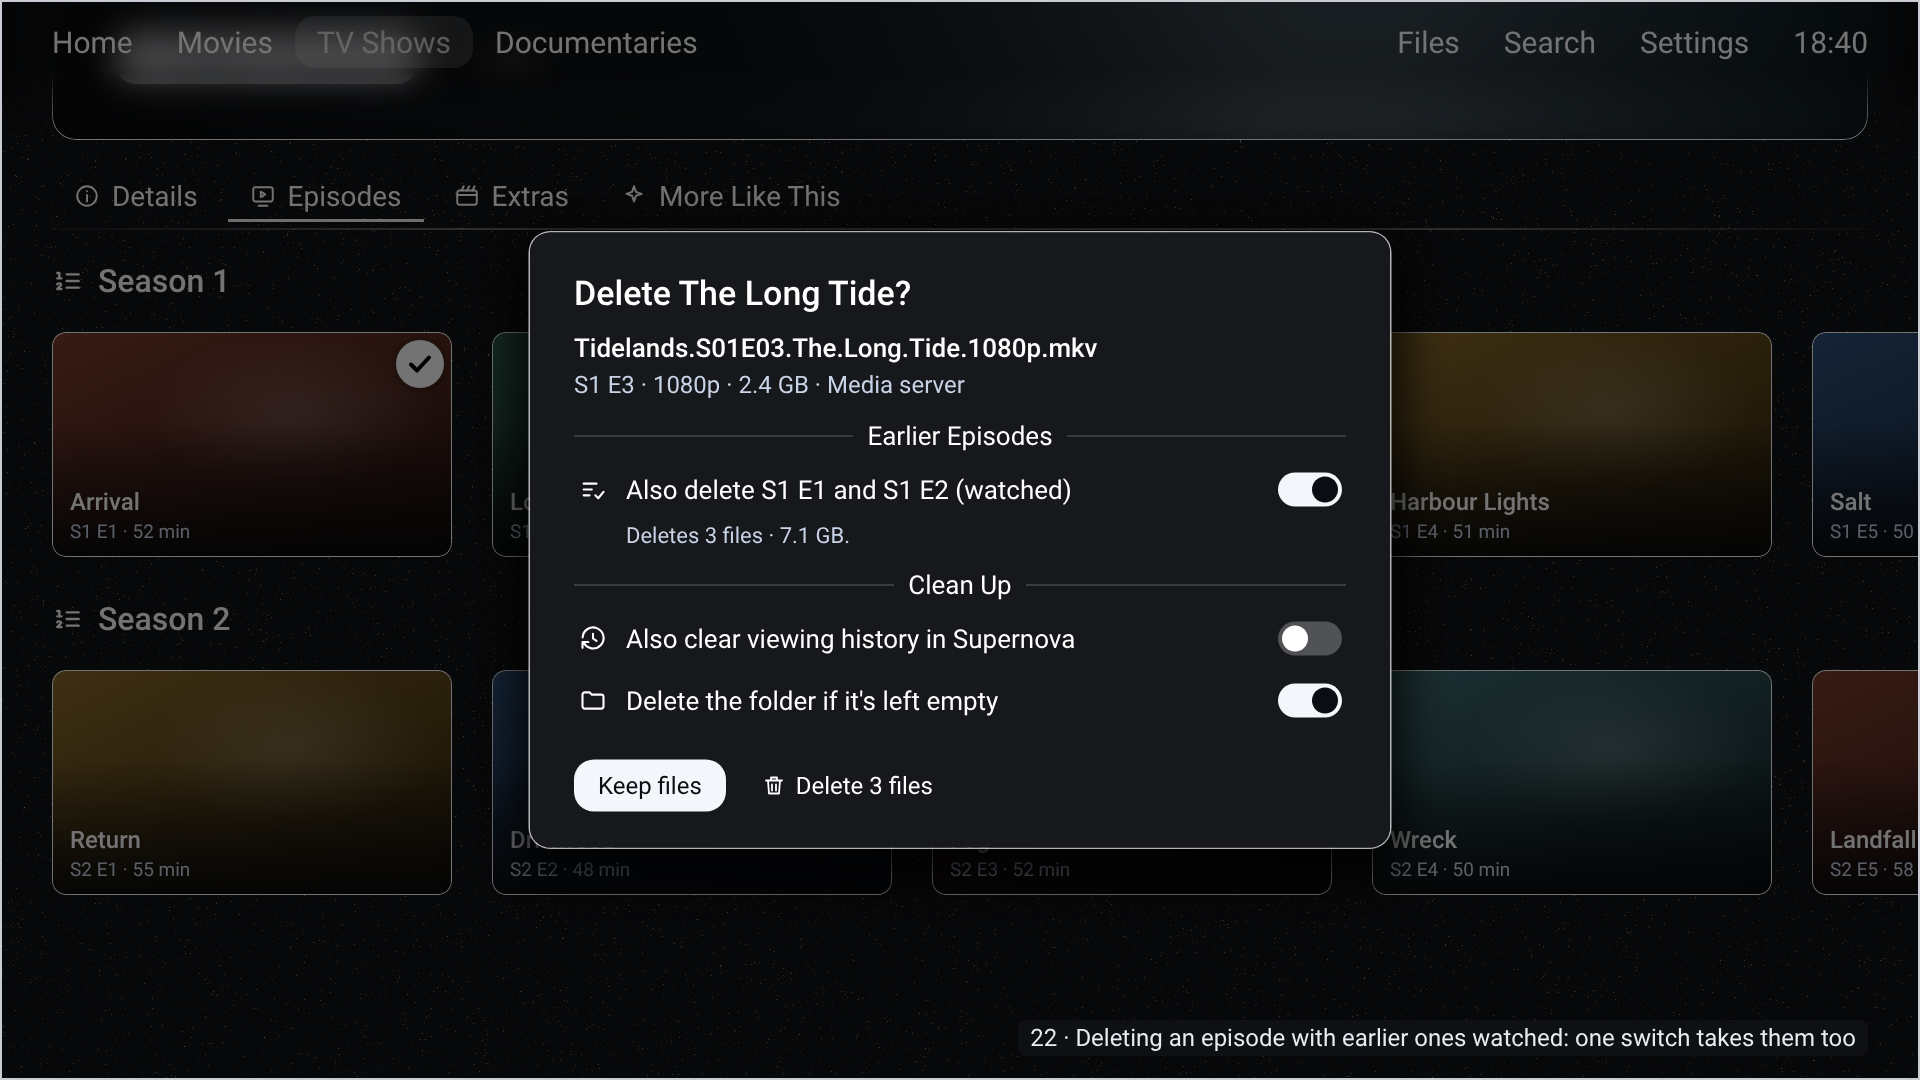 Home Movies TV Shows Documentaries Files Search Settings 18:40
Details Episodes Extras More Like This
Season 1
Arrival
S1 E1 · 52 min
Harbour Lights
S1 E4 · 51 min
Salt
S1 E5 · 50
Delete The Long Tide?
Tidelands.S01E03.The.Long.Tide.1080p.mkv
S1 E3 · 1080p · 2.4 GB · Media server
Earlier Episodes
Also delete S1 E1 and S1 E2 (watched)
Deletes 3 files · 7.1 GB.
Clean Up
Also clear viewing history in Supernova
Delete the folder if it's left empty
Keep files Delete 3 files
Season 2
Return
S2 E1 · 55 min
S2 E2 · 48 min
S2 E3 · 52 min
Wreck
S2 E4 · 50 min
Landfall
S2 E5 · 58
22 · Deleting an episode with earlier ones watched: one switch takes them too